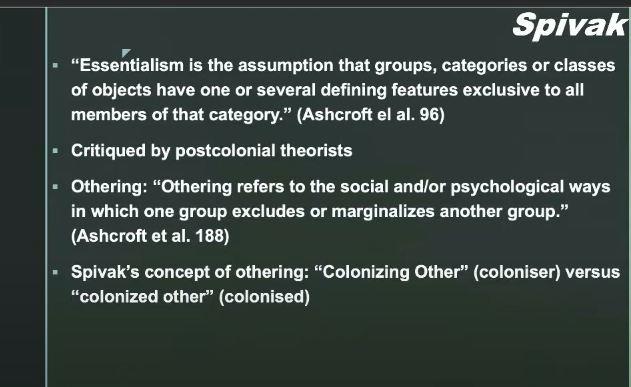 Spivak
▪ “Essentialism is the assumption that groups, categories or classes
of objects have one or several defining features exclusive to all
members of that category.” (Ashcroft el al. 96)
▪ Critiqued by postcolonial theorists
▪ Othering: “Othering refers to the social and/or psychological ways
in which one group excludes or marginalizes another group.”
(Ashcroft et al. 188)
▪ Spivak’s concept of othering: “Colonizing Other” (coloniser) versus
“colonized other” (colonised)